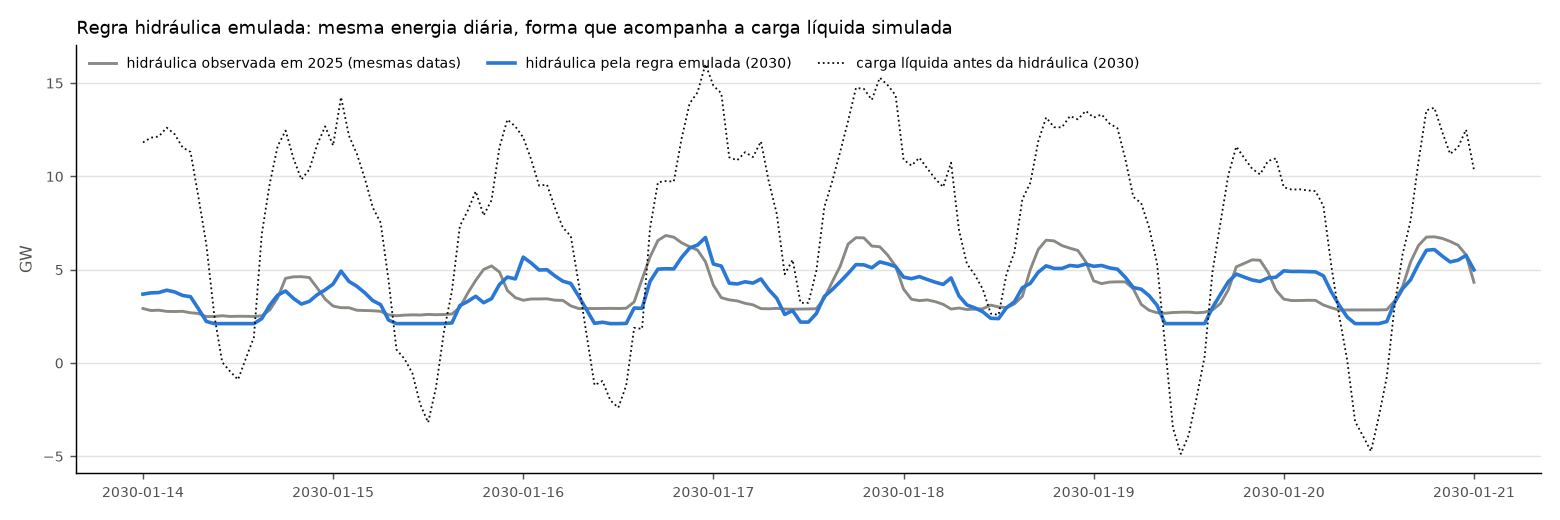 Regra hidráulica emulada: mesma energia diária, forma que acompanha a carga líquida simulada
hidráulica observada em 2025 (mesmas datas)
hidráulica pela regra emulada (2030)
carga líquida antes da hidráulica (2030)
15
10
5
0
−5
GW
2030-01-14
2030-01-15
2030-01-16
2030-01-17
2030-01-18
2030-01-19
2030-01-20
2030-01-21